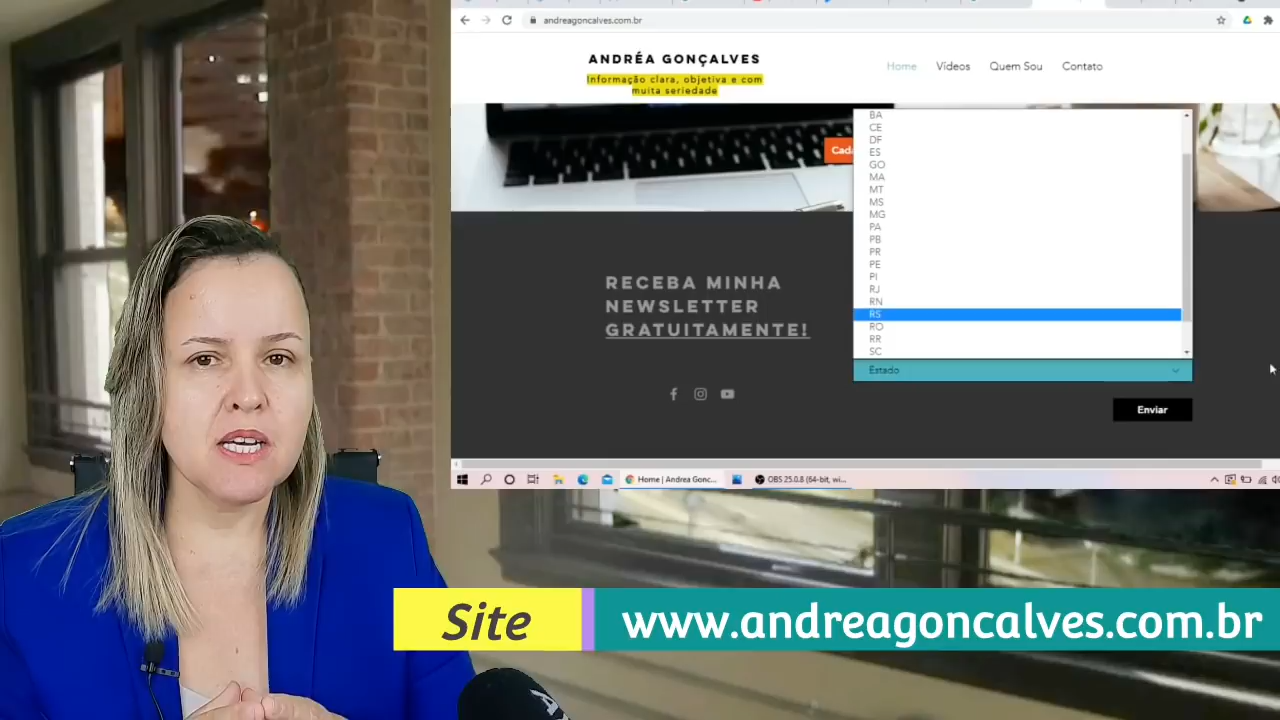 andreagoncalves.com.br
ANDRÉA GONÇALVES
Informação clara, objetiva e com
muita seriedade
Home
Vídeos
Quem Sou
Contato
Cada
BA
CE
DF
ES
GO
MA
MT
MS
MG
PA
PB
PR
PE
PI
RJ
RN
RS
RO
RR
SC
Estado
RECEBA MINHA
NEWSLETTER
GRATUITAMENTE!
Enviar
Home | Andrea Gonc...
OBS 25.0.8 (64-bit, wi...
Site
www.andreagoncalves.com.br